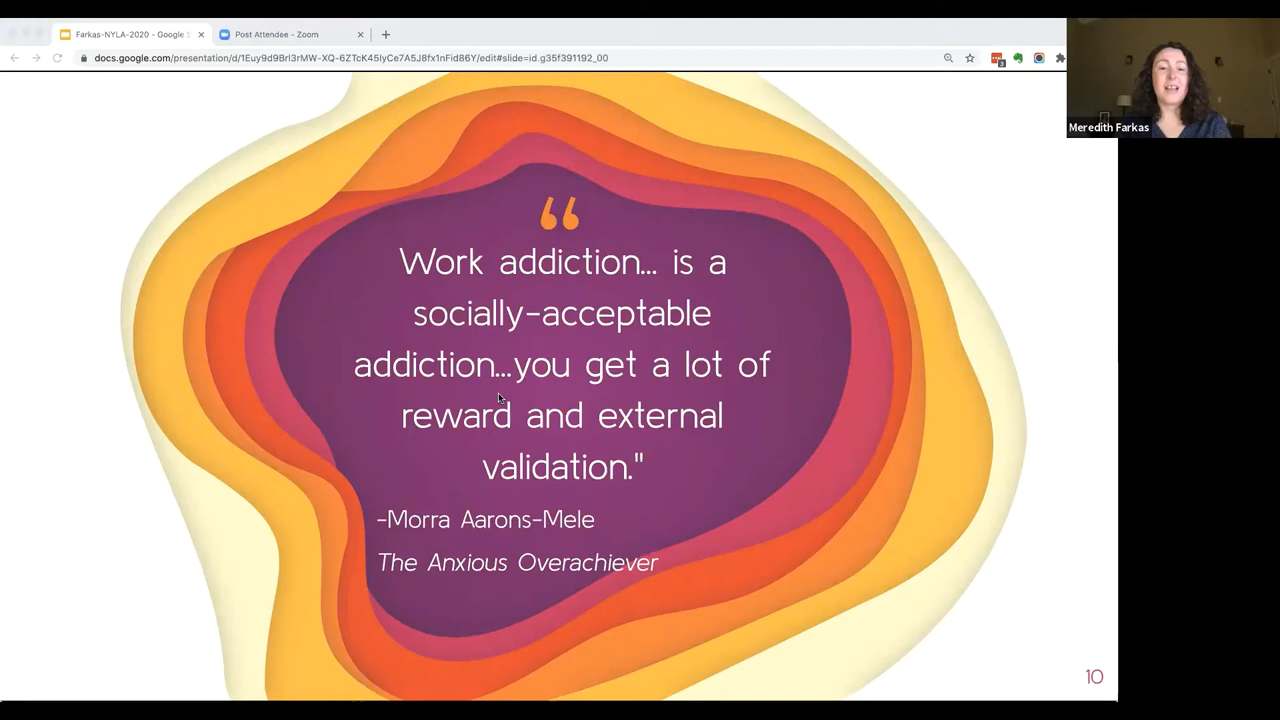 Farkas-NYLA-2020 - Google S
Post Attendee - Zoom
docs.google.com/presentation/d/1Euy9d9BrI3rMW-XQ-6ZTcK45IyCe7A5J8fx1nFid86Y/edit#slide=id.g35f391192_00
Meredith Farkas
“
Work addiction... is a
socially-acceptable
addiction...you get a lot of
reward and external
validation."
-Morra Aarons-Mele
The Anxious Overachiever
10